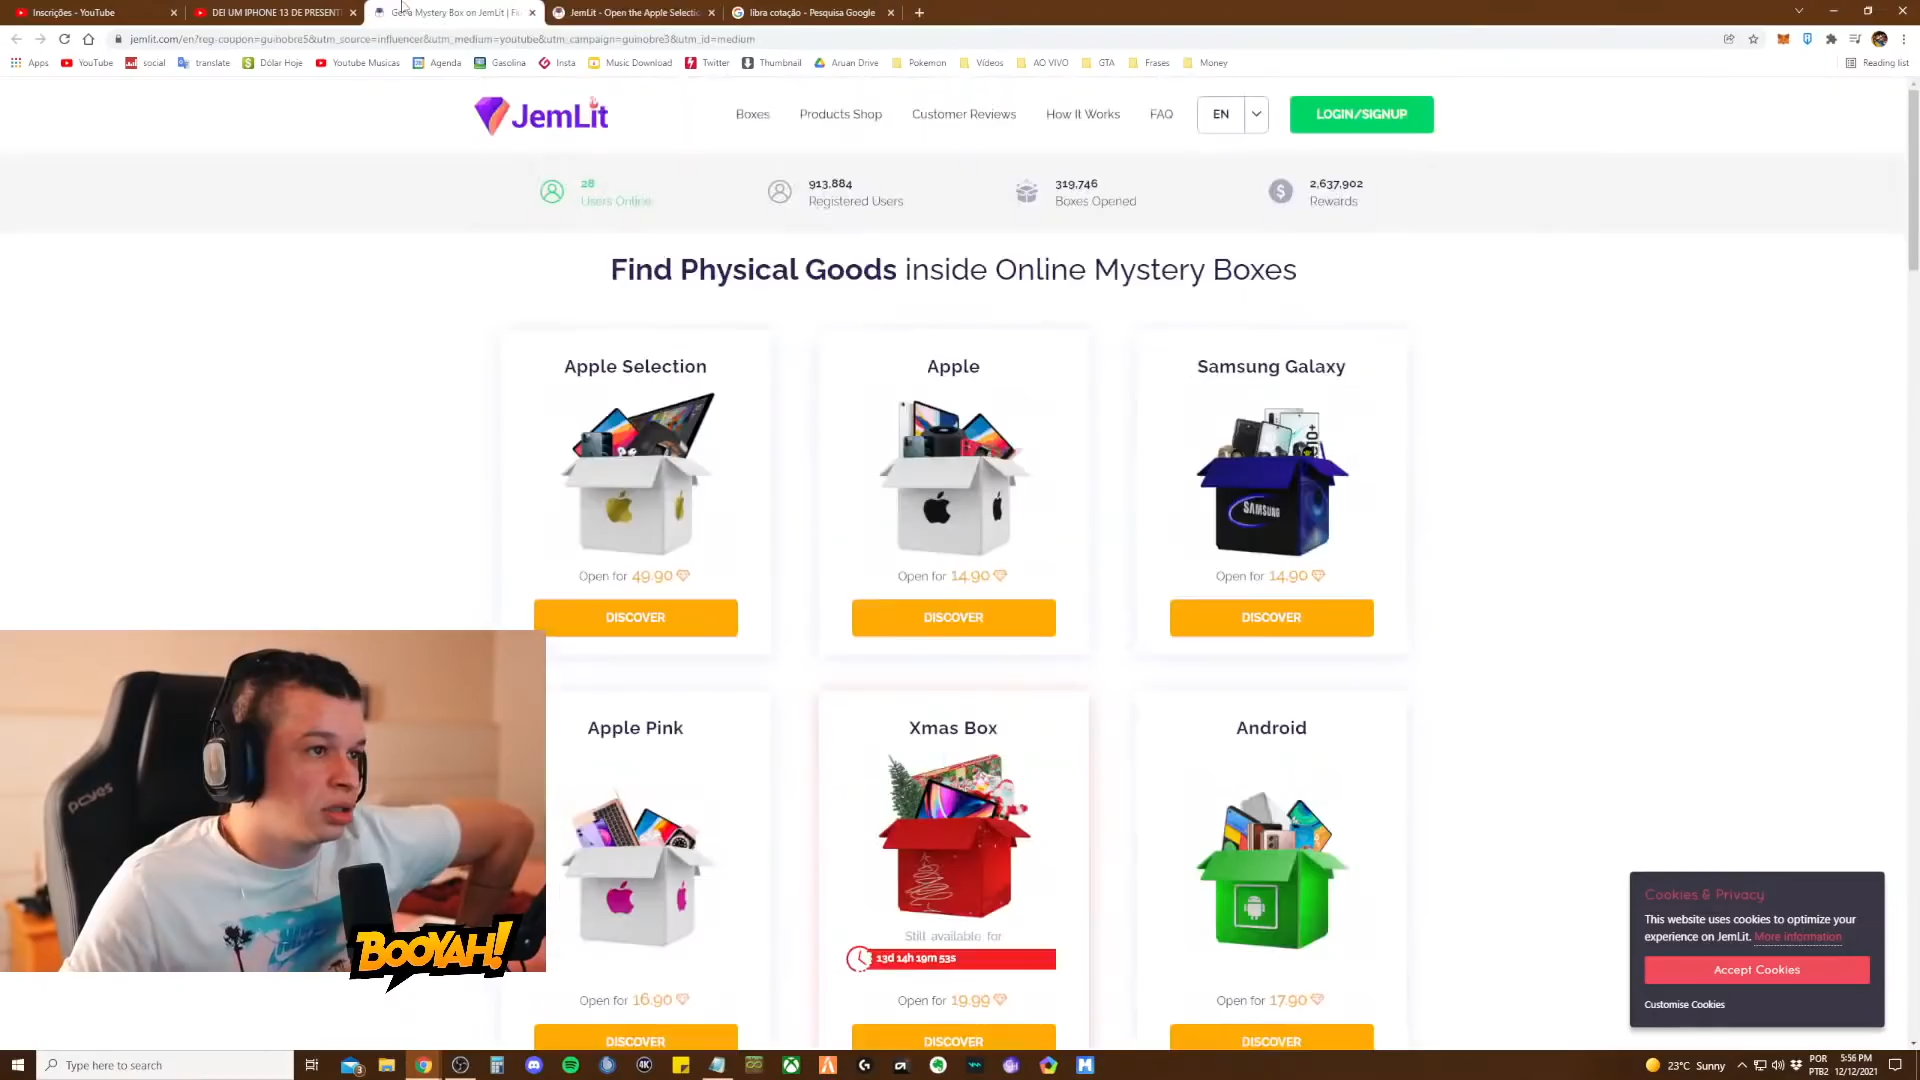 Inscrições - YouTube
DEI UM IPHONE 13 DE PRESENT
Mystery Box on JemLit | Fi
JemLit - Open the Apple Selectio
libra cotação - Pesquisa Google
jemlit.com/en?reg-coupon=guinobre5&utm_source=influencer&utm_medium=youtube&utm_campaign=guinobre3&utm_id=medium
Apps YouTube social translate Dólar Hoje Youtube Musicas Agenda Gasolina Insta Music Download Twitter Thumbnail Aruan Drive Pokemon Vídeos AO VIVO GTA Frases Money Reading list
JemLit
Boxes Products Shop Customer Reviews How It Works FAQ EN LOGIN/SIGNUP
28
Users Online
913,884
Registered Users
319,746
Boxes Opened
2,637,902
Rewards
Find Physical Goods inside Online Mystery Boxes
Apple Selection
Open for 49.90
DISCOVER
Apple
Open for 14.90
DISCOVER
Samsung Galaxy
SAMSUNG
Open for 14.90
DISCOVER
Apple Pink
Open for 16.90
DISCOVER
Xmas Box
Still available for
13d 14h 19m 53s
Open for 19.99
DISCOVER
Android
Open for 17.90
DISCOVER
pcyes
BOOYAH!
Cookies & Privacy
This website uses cookies to optimize your
experience on JemLit. More information
Accept Cookies
Customise Cookies
Type here to search
23°C Sunny
POR
PTB2
5:56 PM
12/12/2021